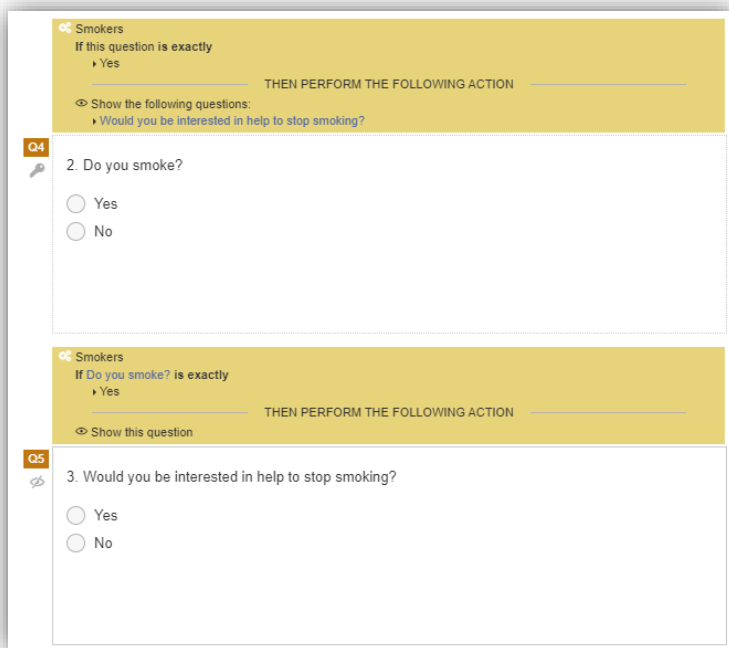 Smokers
If this question is exactly
Yes
THEN PERFORM THE FOLLOWING ACTION
Show the following questions:
Would you be interested in help to stop smoking?
Q4
2. Do you smoke?
Yes
No
Smokers
If Do you smoke? is exactly
Yes
THEN PERFORM THE FOLLOWING ACTION
Show this question
Q5
3. Would you be interested in help to stop smoking?
Yes
No